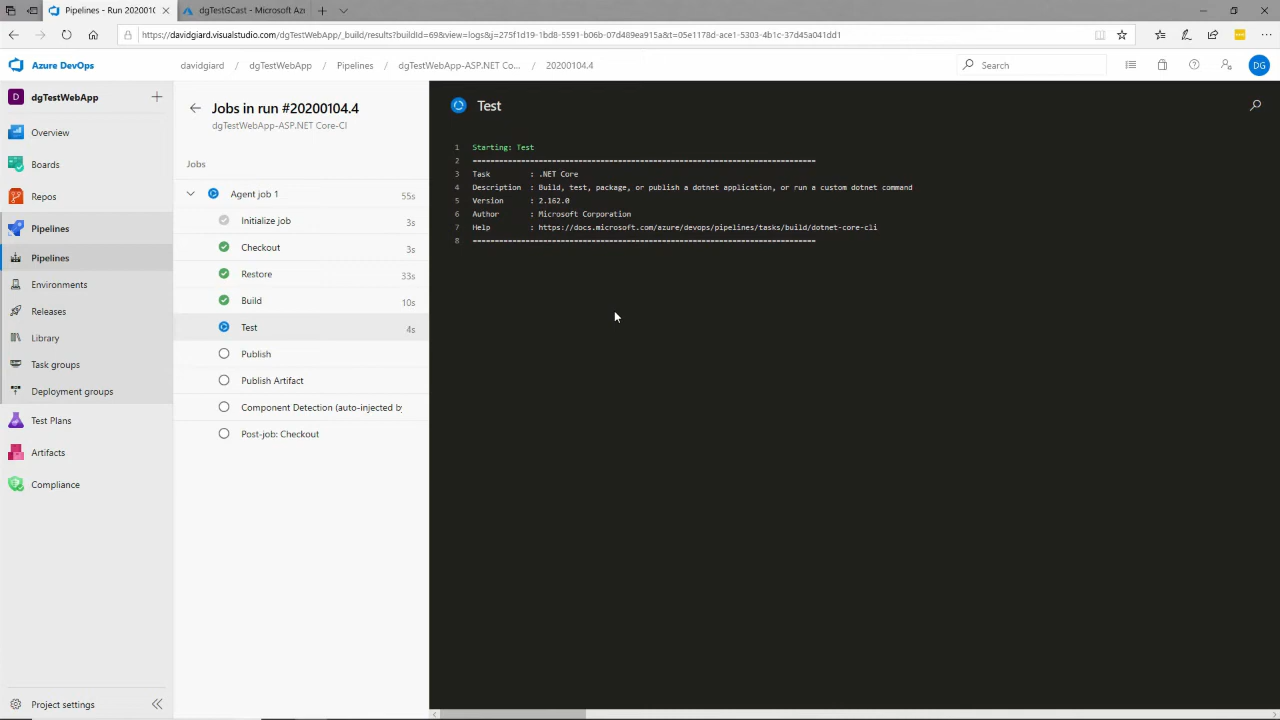 Pipelines - Run 2020010
dgTestGCast - Microsoft Azu
https://davidgiard.visualstudio.com/dgTestWebApp/_build/results?buildId=69&view=logs&j=275f1d19-1bd8-5591-b06b-07d489ea915a&t=05e1178d-ace1-5303-4b1c-37d45a041dd1
Azure DevOps
davidgiard / dgTestWebApp / Pipelines / dgTestWebApp-ASP.NET Co... / 20200104.4
Search
DG
D dgTestWebApp
Overview
Boards
Repos
Pipelines
Pipelines
Environments
Releases
Library
Task groups
Deployment groups
Test Plans
Artifacts
Compliance
Project settings
Jobs in run #20200104.4
dgTestWebApp-ASP.NET Core-CI
Jobs
Agent job 1 55s
Initialize job 3s
Checkout 3s
Restore 33s
Build 10s
Test 4s
Publish
Publish Artifact
Component Detection (auto-injected by
Post-job: Checkout
Test
1 Starting: Test
2 ==============================================================================
3 Task : .NET Core
4 Description : Build, test, package, or publish a dotnet application, or run a custom dotnet command
5 Version : 2.162.0
6 Author : Microsoft Corporation
7 Help : https://docs.microsoft.com/azure/devops/pipelines/tasks/build/dotnet-core-cli
8 ==============================================================================